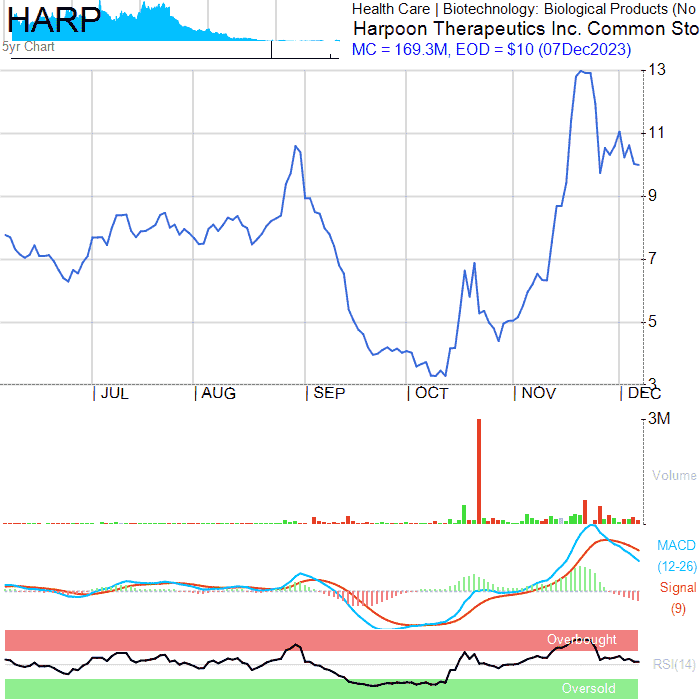 HARP
5yr Chart
Health Care | Biotechnology: Biological Products (No
Harpoon Therapeutics Inc. Common Sto
MC = 169.3M, EOD = $10 (07Dec2023)
13
11
9
7
5
3
JUL
AUG
SEP
OCT
NOV
DEC
3M
Volume
MACD
(12-26)
Signal
(9)
Overbought
RSI(14)
Oversold